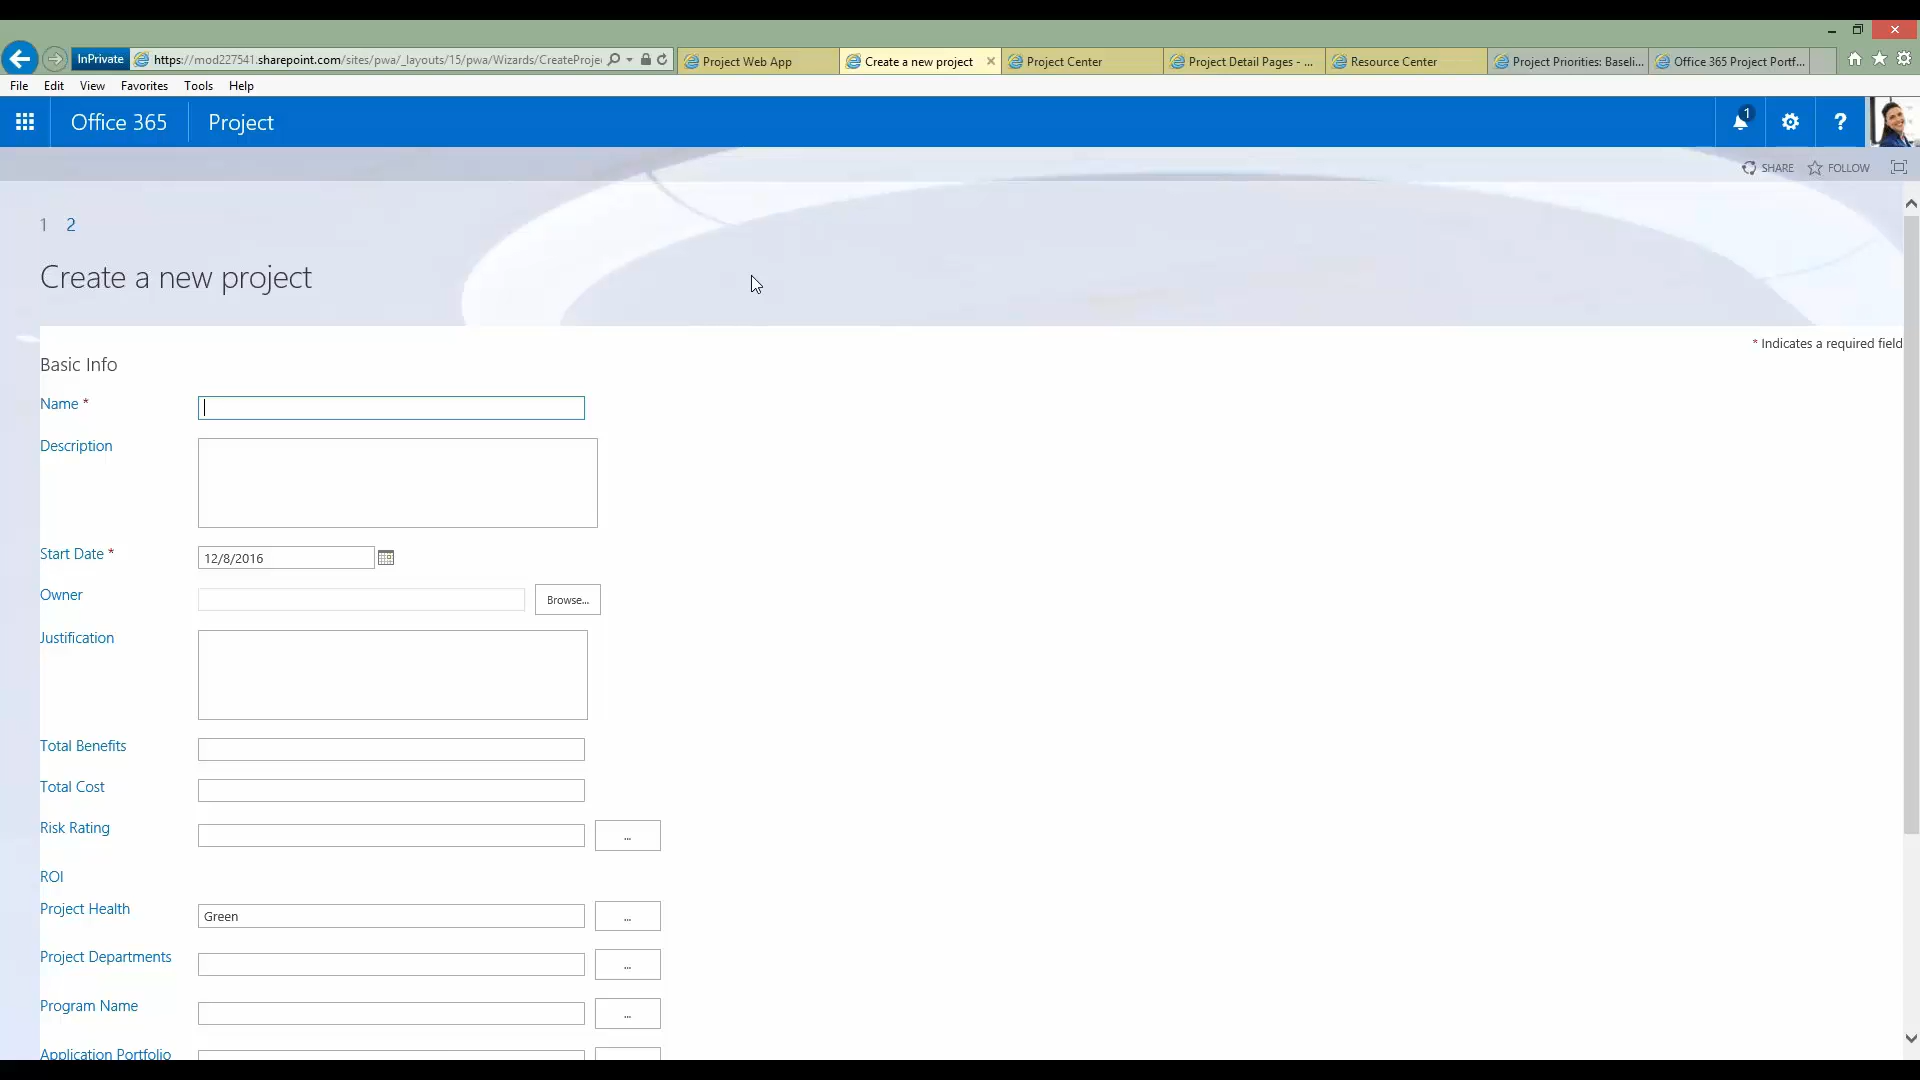 InPrivate https://mod227541.sharepoint.com/sites/pwa/_layouts/15/pwa/Wizards/CreateProje Project Web App Create a new project Project Center Project Detail Pages - ... Resource Center Project Priorities: Baseli... Office 365 Project Portf...
File Edit View Favorites Tools Help
Office 365 Project 1 ?
SHARE FOLLOW
1 2
Create a new project
* Indicates a required field
Basic Info
Name *
Description
Start Date * 12/8/2016
Owner Browse...
Justification
Total Benefits
Total Cost
Risk Rating ...
ROI
Project Health Green ...
Project Departments ...
Program Name ...
Application Portfolio